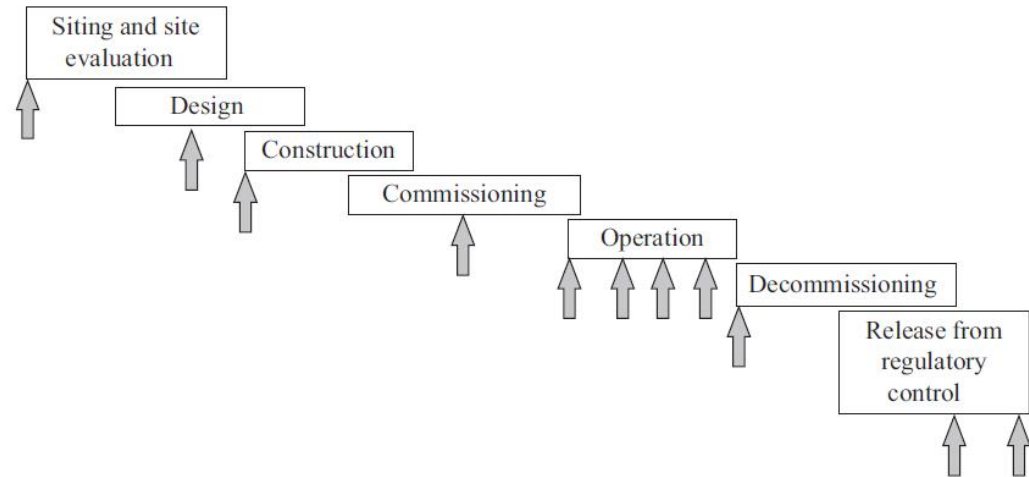 Siting and site
evaluation
Design
Construction
Commissioning
Operation
Decommissioning
Release from
regulatory
control